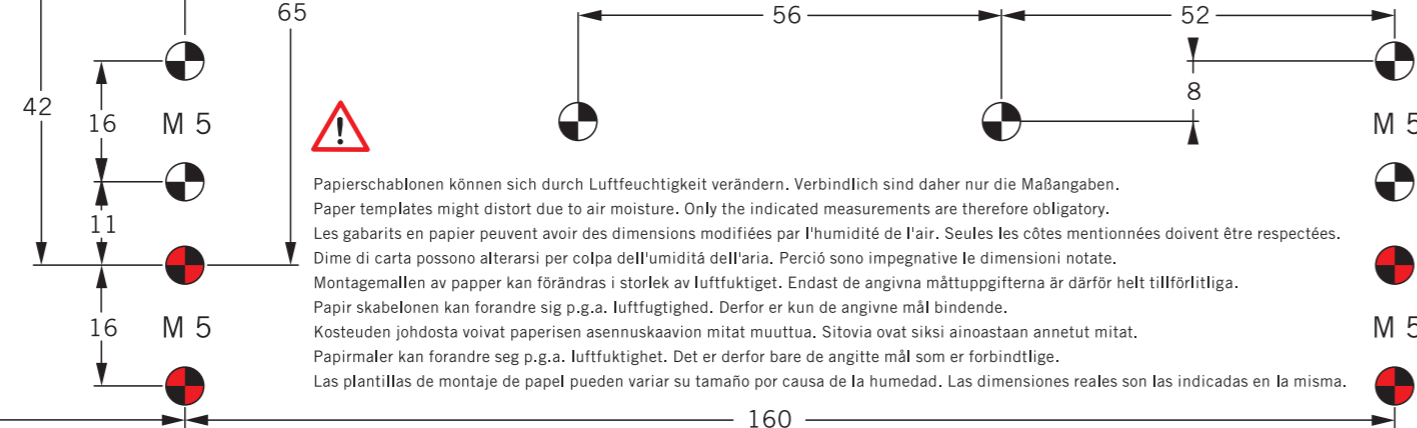 65
56
52
42
16
M 5
8
M 5
11
Papierschablonen können sich durch Luftfeuchtigkeit verändern. Verbindlich sind daher nur die Maßangaben.
Paper templates might distort due to air moisture. Only the indicated measurements are therefore obligatory.
Les gabarits en papier peuvent avoir des dimensions modifiées par l'humidité de l'air. Seules les côtes mentionnées doivent être respectées.
Dime di carta possono alterarsi per colpa dell'umiditá dell'aria. Perció sono impegnative le dimensioni notate.
Montagemallen av papper kan förändras i storlek av luftfuktiget. Endast de angivna måttuppgifterna är därför helt tillförlitliga.
Papir skabelonen kan forandre sig p.g.a. luftfugtighed. Derfor er kun de angivne mål bindende.
Kosteuden johdosta voivat paperisen asennuskaavion mitat muuttua. Sitovia ovat siksi ainoastaan annetut mitat.
Papirmaler kan forandre seg p.g.a. luftfuktighet. Det er derfor bare de angitte mål som er forbindtlige.
Las plantillas de montaje de papel pueden variar su tamaño por causa de la humedad. Las dimensiones reales son las indicadas en la misma.
16
M 5
M 5
160